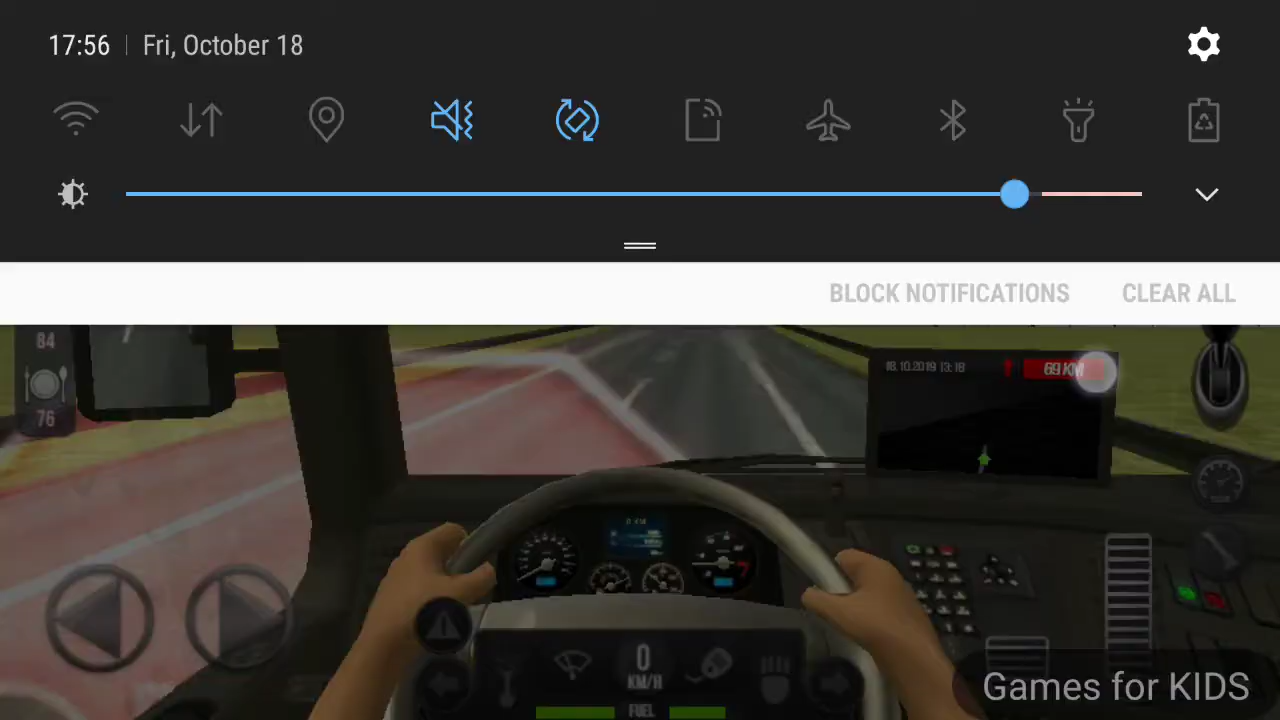 17:56 Fri, October 18
BLOCK NOTIFICATIONS CLEAR ALL
84
18.10.2019 13:18 69 KM
76
0
KM/H
FUEL
Games for KIDS